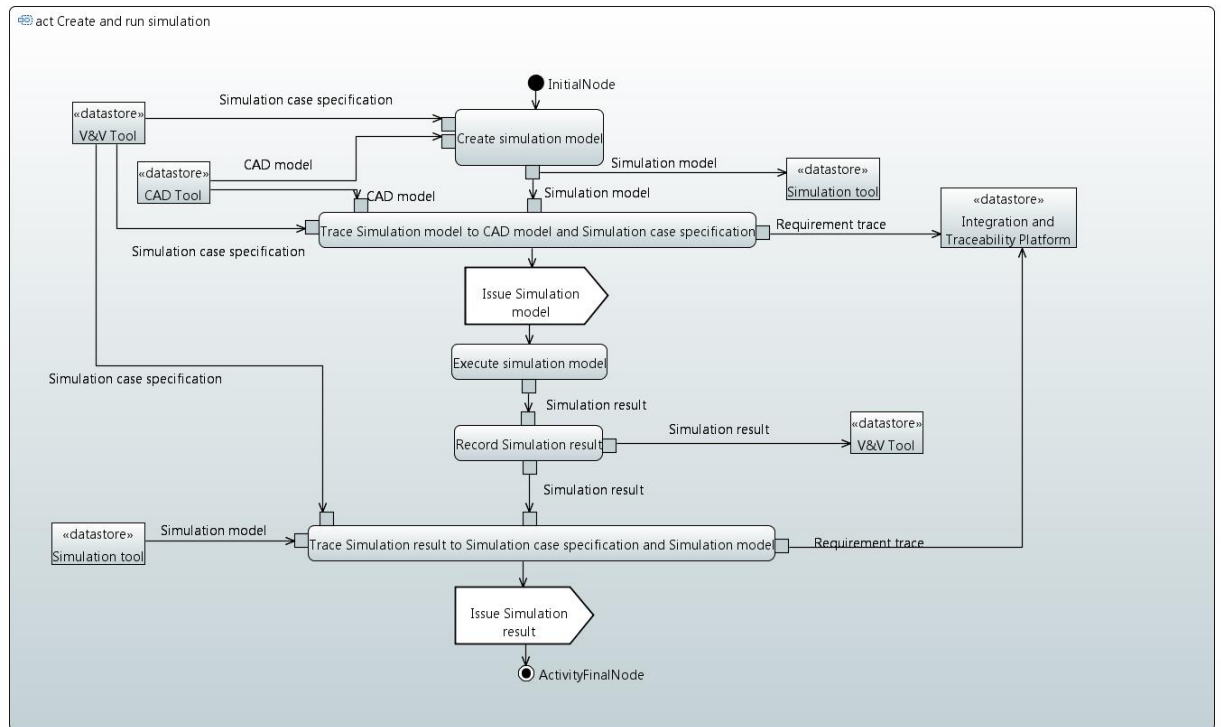 act Create and run simulation
InitialNode
Simulation case specification
«datastore»
V&V Tool
Create simulation model
CAD model
Simulation model
«datastore»
Simulation tool
«datastore»
CAD Tool
CAD model
Simulation model
«datastore»
Integration and
Traceability Platform
Trace Simulation model to CAD model and Simulation case specification
Requirement trace
Simulation case specification
Issue Simulation
model
Execute simulation model
Simulation case specification
Simulation result
«datastore»
V&V Tool
Record Simulation result
Simulation result
Simulation result
«datastore»
Simulation tool
Simulation model
Trace Simulation result to Simulation case specification and Simulation model
Requirement trace
Issue Simulation
result
ActivityFinalNode